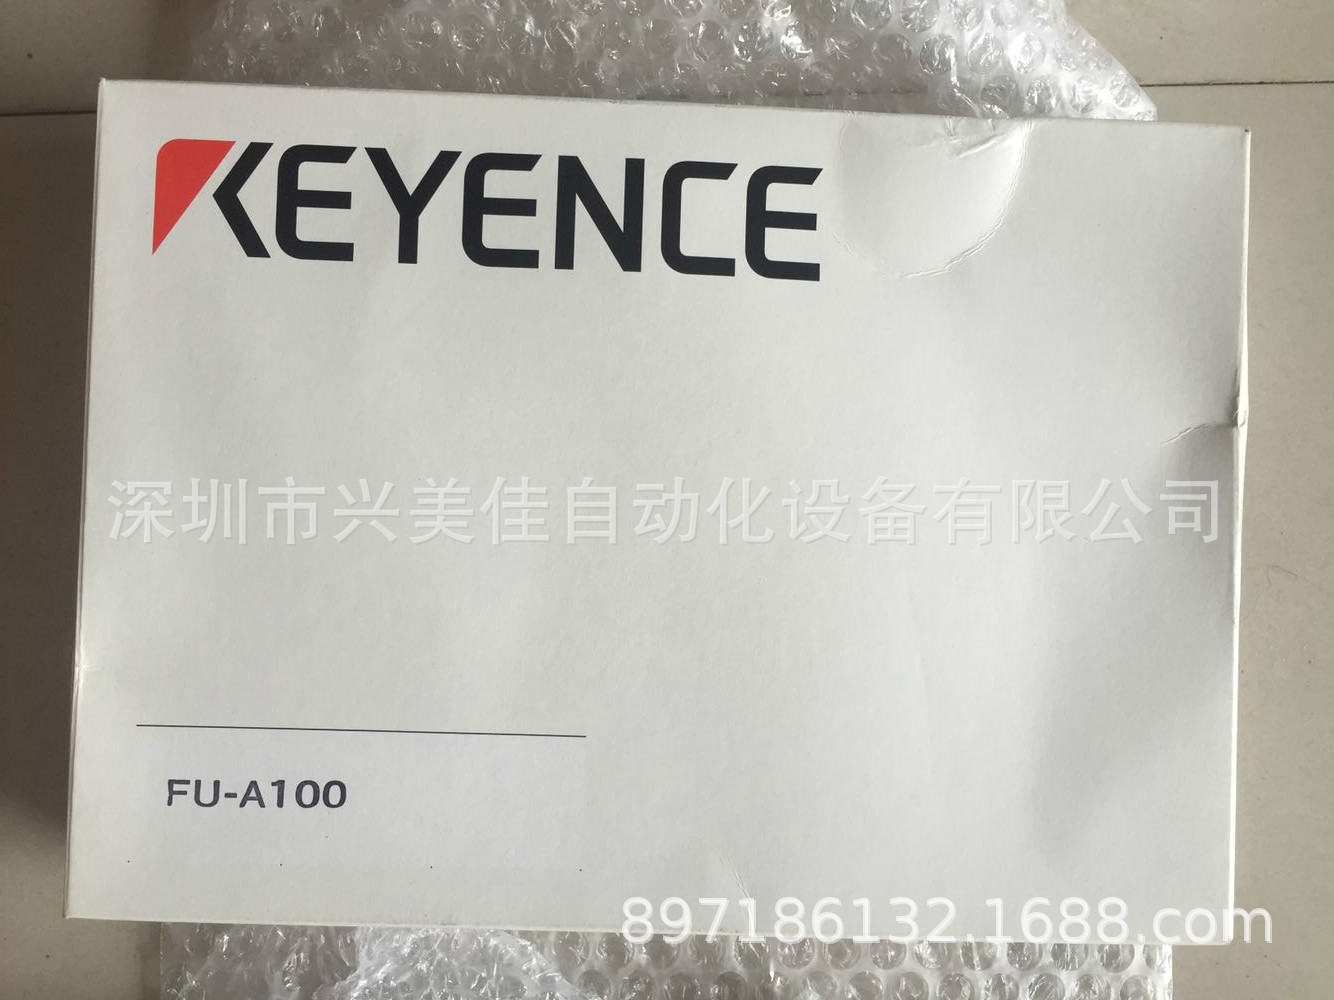 KEYENCE
深圳市兴美佳自动化设备有限公司
FU-A100
897186132.1688.com